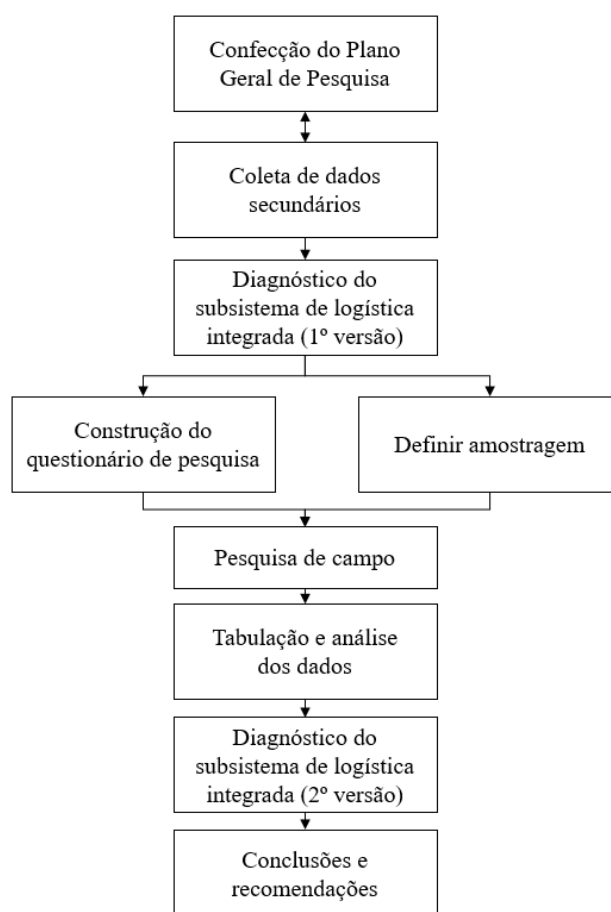 Confecção do Plano
Geral de Pesquisa
Coleta de dados
secundários
Diagnóstico do
subsistema de logística
integrada (1º versão)
Construção do
questionário de pesquisa
Definir amostragem
Pesquisa de campo
Tabulação e análise
dos dados
Diagnóstico do
subsistema de logística
integrada (2º versão)
Conclusões e
recomendações